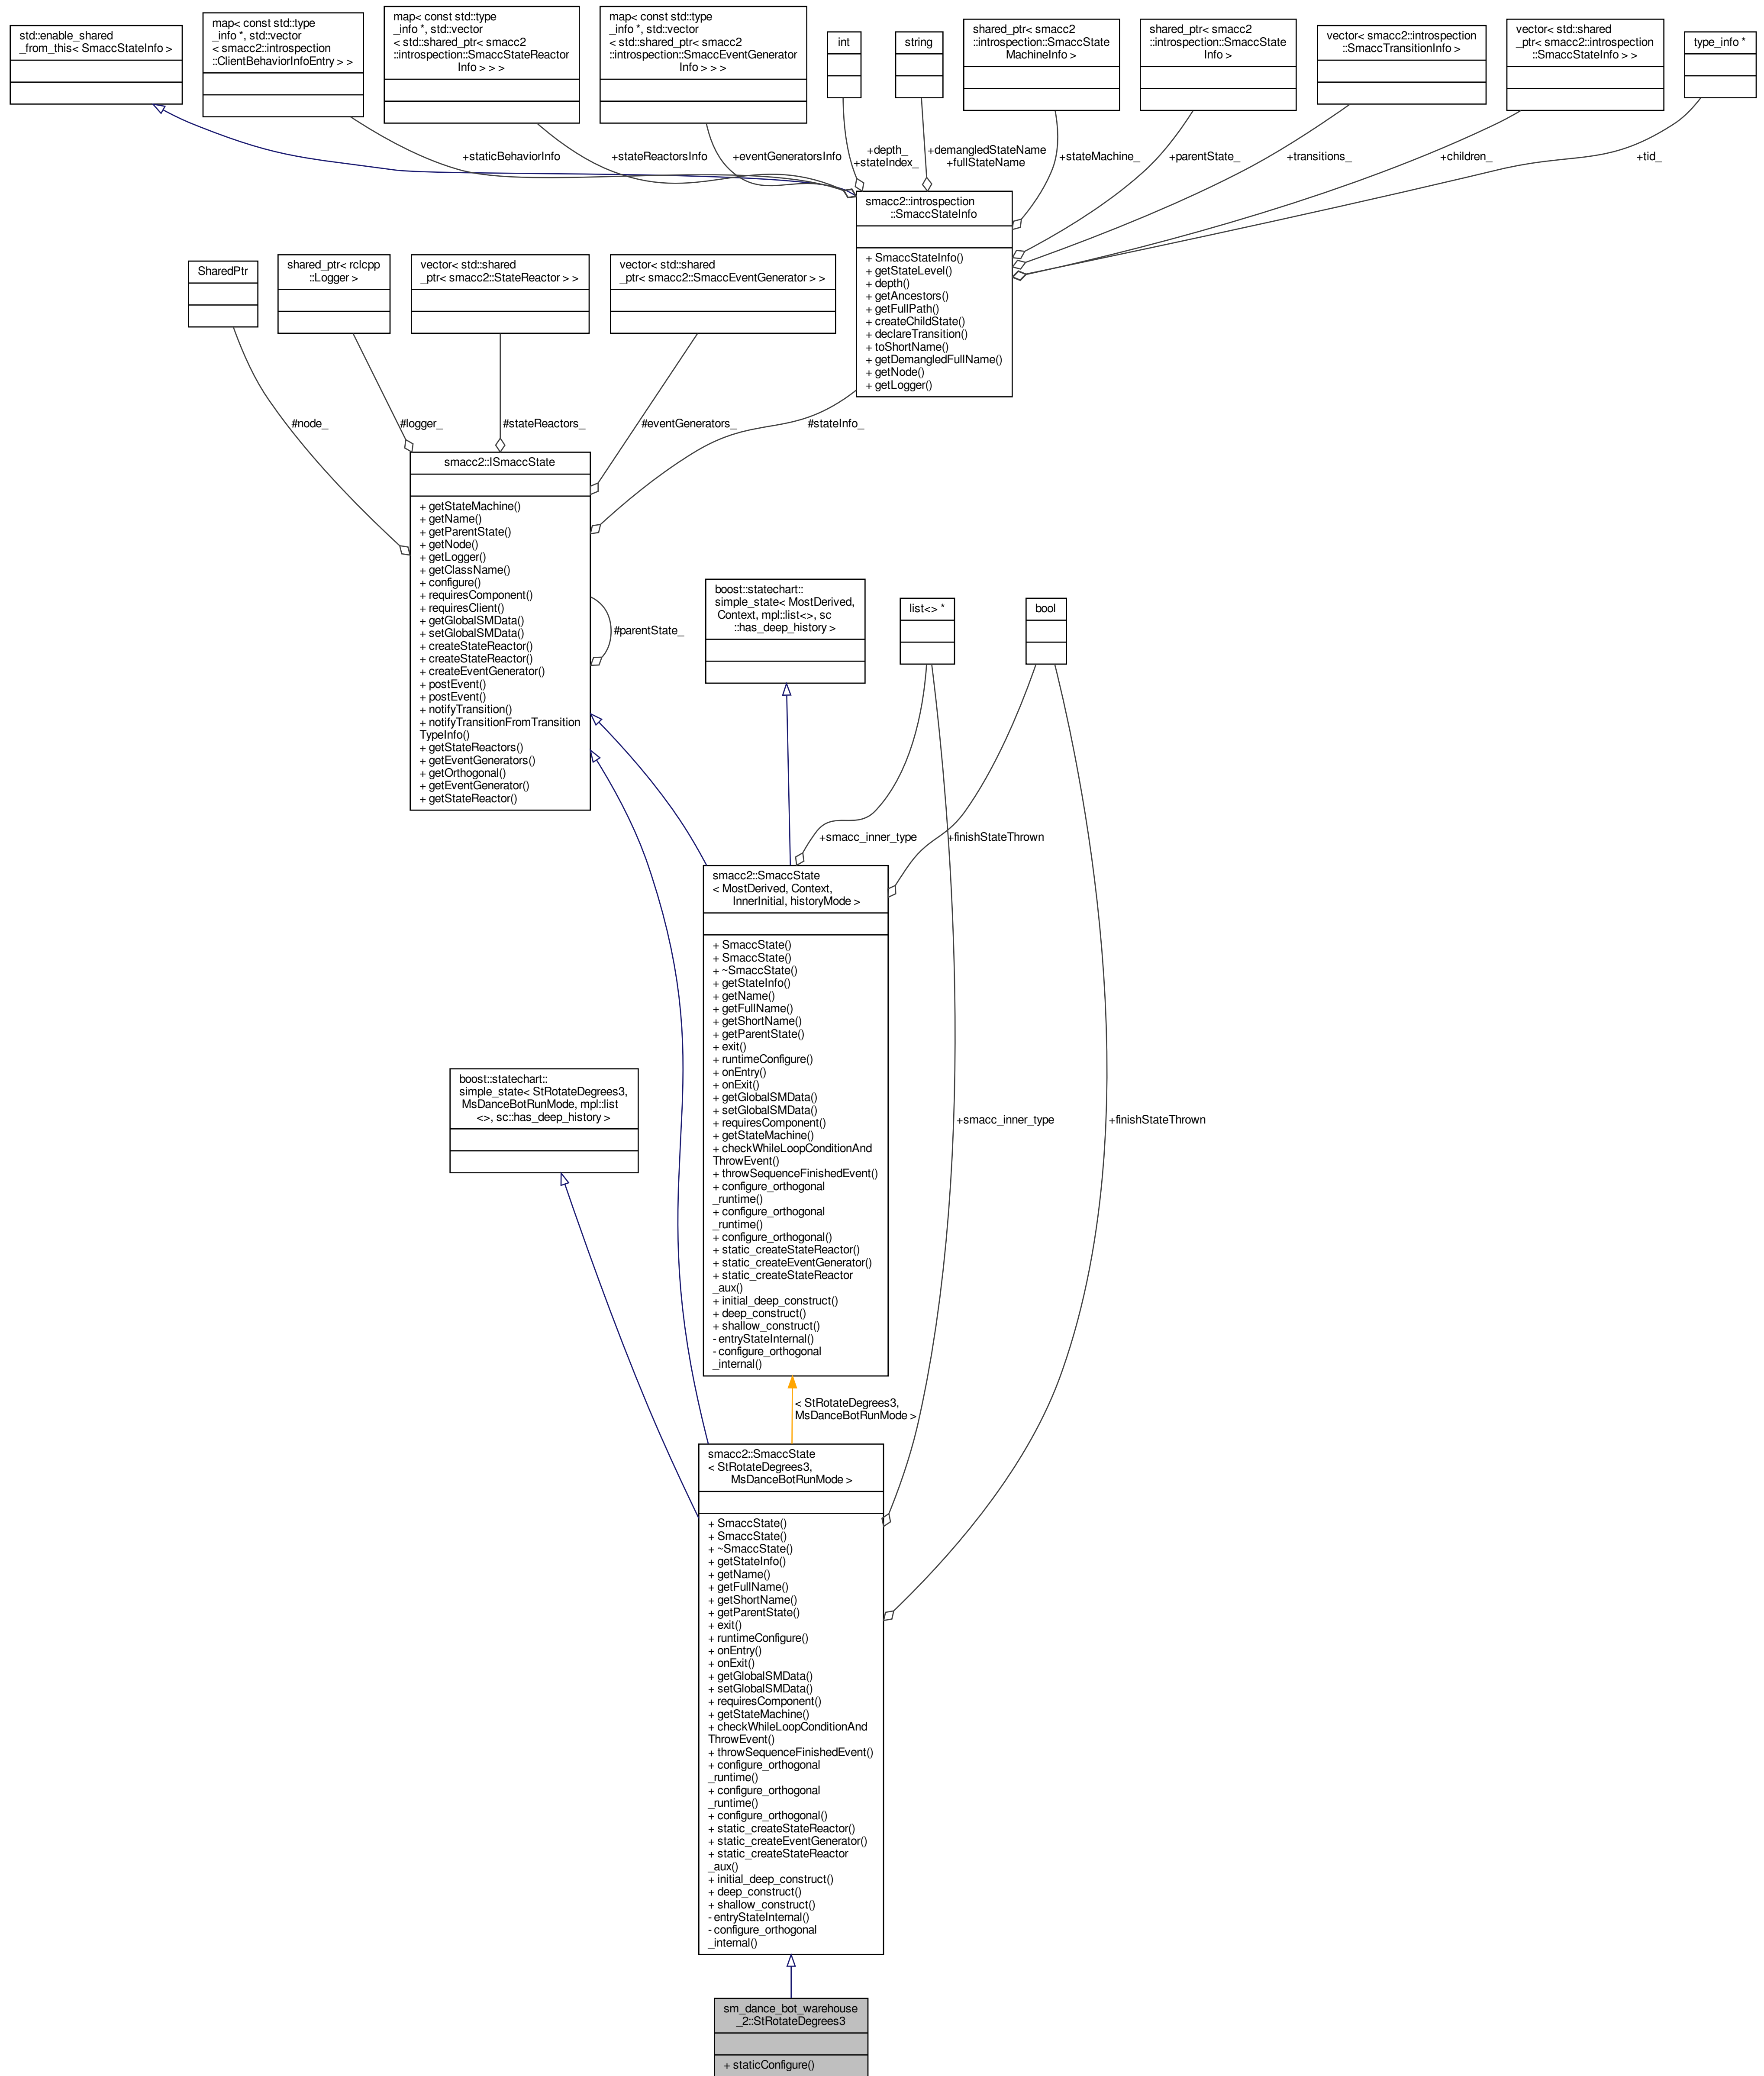 std::enable_shared
_from_this< SmaccStateInfo >
map< const std::type
_info *, std::vector
< smacc2::introspection
::ClientBehaviorInfoEntry > >
map< const std::type
_info *, std::vector
< std::shared_ptr< smacc2
::introspection::SmaccStateReactor
Info > > >
map< const std::type
_info *, std::vector
< std::shared_ptr< smacc2
::introspection::SmaccEventGenerator
Info > > >
int
string
shared_ptr< smacc2
::introspection::SmaccState
MachineInfo >
shared_ptr< smacc2
::introspection::SmaccState
Info >
vector< smacc2::introspection
::SmaccTransitionInfo >
vector< std::shared
_ptr< smacc2::introspection
::SmaccStateInfo > >
type_info *
+staticBehaviorInfo
+stateReactorsInfo
+eventGeneratorsInfo
+depth_
+stateIndex_
+demangledStateName
+fullStateName
+stateMachine_
+parentState_
+transitions_
+children_
+tid_
smacc2::introspection
::SmaccStateInfo
+ SmaccStateInfo()
+ getStateLevel()
+ depth()
+ getAncestors()
+ getFullPath()
+ createChildState()
+ declareTransition()
+ toShortName()
+ getDemangledFullName()
+ getNode()
+ getLogger()
SharedPtr
shared_ptr< rclcpp
::Logger >
vector< std::shared
_ptr< smacc2::StateReactor > >
vector< std::shared
_ptr< smacc2::SmaccEventGenerator > >
#node_
#logger_
#stateReactors_
#eventGenerators_
#stateInfo_
smacc2::ISmaccState
+ getStateMachine()
+ getName()
+ getParentState()
+ getNode()
+ getLogger()
+ getClassName()
+ configure()
+ requiresComponent()
+ requiresClient()
+ getGlobalSMData()
+ setGlobalSMData()
+ createStateReactor()
+ createStateReactor()
+ createEventGenerator()
+ postEvent()
+ postEvent()
+ notifyTransition()
+ notifyTransitionFromTransition
TypeInfo()
+ getStateReactors()
+ getEventGenerators()
+ getOrthogonal()
+ getEventGenerator()
+ getStateReactor()
#parentState_
boost::statechart::
simple_state< MostDerived,
Context, mpl::list<>, sc
::has_deep_history >
list<> *
bool
+smacc_inner_type
+finishStateThrown
smacc2::SmaccState
< MostDerived, Context,
InnerInitial, historyMode >
+ SmaccState()
+ SmaccState()
+ ~SmaccState()
+ getStateInfo()
+ getName()
+ getFullName()
+ getShortName()
+ getParentState()
+ exit()
+ runtimeConfigure()
+ onEntry()
+ onExit()
+ getGlobalSMData()
+ setGlobalSMData()
+ requiresComponent()
+ getStateMachine()
+ checkWhileLoopConditionAnd
ThrowEvent()
+ throwSequenceFinishedEvent()
+ configure_orthogonal
_runtime()
+ configure_orthogonal
_runtime()
+ configure_orthogonal()
+ static_createStateReactor()
+ static_createEventGenerator()
+ static_createStateReactor
_aux()
+ initial_deep_construct()
+ deep_construct()
+ shallow_construct()
- entryStateInternal()
- configure_orthogonal
_internal()
boost::statechart::
simple_state< StRotateDegrees3,
MsDanceBotRunMode, mpl::list
<>, sc::has_deep_history >
+smacc_inner_type
+finishStateThrown
< StRotateDegrees3,
MsDanceBotRunMode >
smacc2::SmaccState
< StRotateDegrees3,
MsDanceBotRunMode >
+ SmaccState()
+ SmaccState()
+ ~SmaccState()
+ getStateInfo()
+ getName()
+ getFullName()
+ getShortName()
+ getParentState()
+ exit()
+ runtimeConfigure()
+ onEntry()
+ onExit()
+ getGlobalSMData()
+ setGlobalSMData()
+ requiresComponent()
+ getStateMachine()
+ checkWhileLoopConditionAnd
ThrowEvent()
+ throwSequenceFinishedEvent()
+ configure_orthogonal
_runtime()
+ configure_orthogonal
_runtime()
+ configure_orthogonal()
+ static_createStateReactor()
+ static_createEventGenerator()
+ static_createStateReactor
_aux()
+ initial_deep_construct()
+ deep_construct()
+ shallow_construct()
- entryStateInternal()
- configure_orthogonal
_internal()
sm_dance_bot_warehouse
_2::StRotateDegrees3
+ staticConfigure()